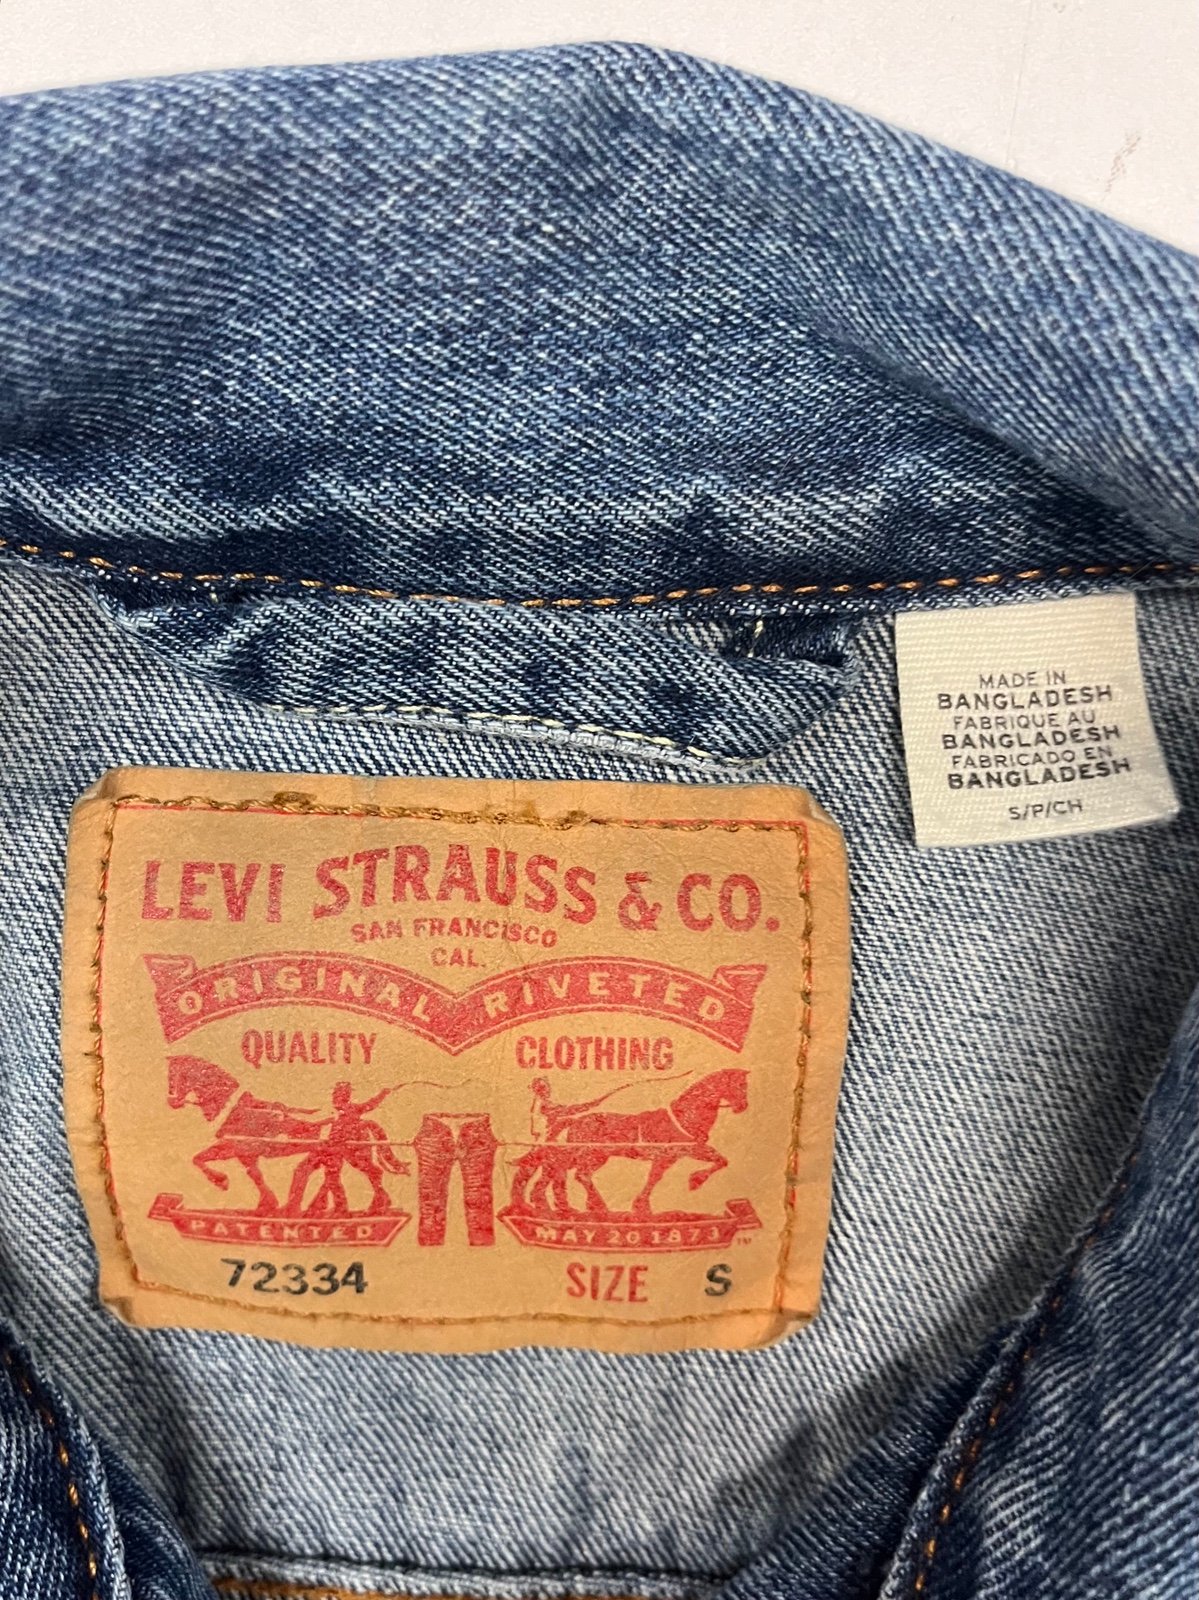 MADE IN
BANGLADESH
FABRIQUE AU
BANGLADESH
FABRICADO EN
BANGLADESH
S/P/CH
LEVI STRAUSS & CO.
SAN FRANCISCO
CAL.
ORIGINAL RIVETED
QUALITY CLOTHING
PATENTED MAY 20 1873 ™
72334 SIZE S